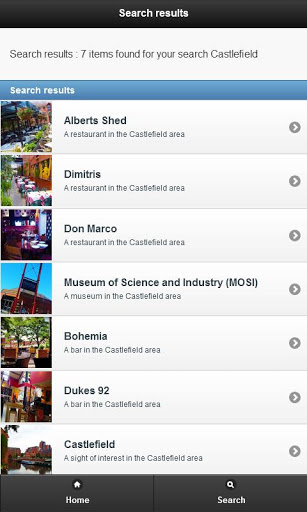 Search results
Search results : 7 items found for your search Castlefield
Search results
Alberts Shed
A restaurant in the Castlefield area
Dimitris
A restaurant in the Castlefield area
Don Marco
A restaurant in the Castlefield area
Museum of Science and Industry (MOSI)
A museum in the Castlefield area
Bohemia
A bar in the Castlefield area
Dukes 92
A bar in the Castlefield area
Castlefield
A sight of interest in the Castlefield area
Home
Search